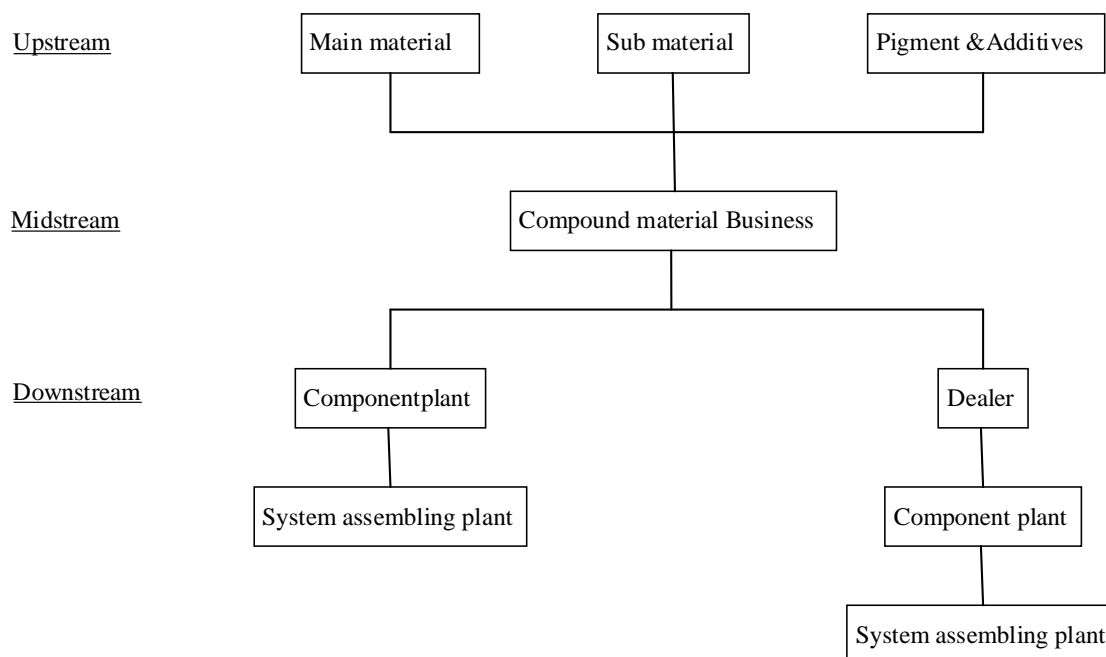 Upstream
Main material
Sub material
Pigment &Additives
Midstream
Compound material Business
Downstream
Componentplant
Dealer
System assembling plant
Component plant
System assembling plant